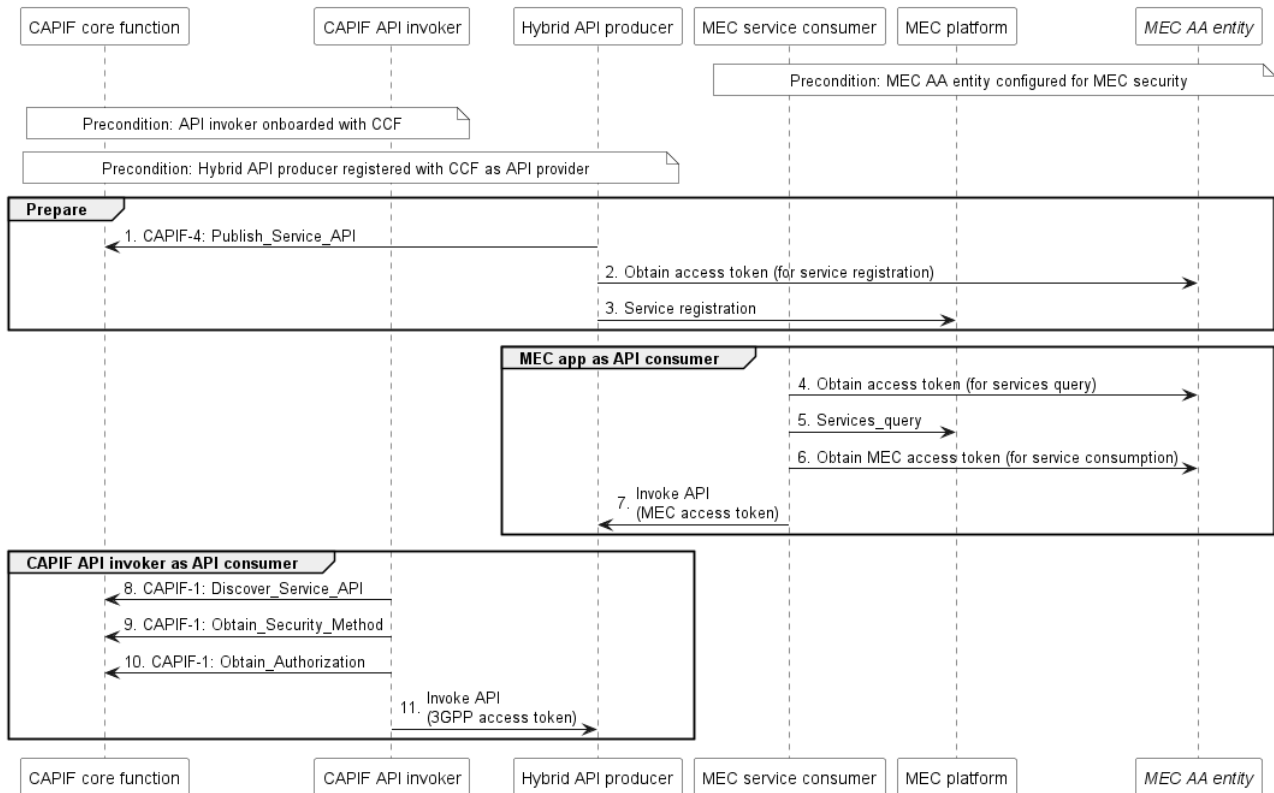 CAPIF core function
CAPIF API invoker
Hybrid API producer
MEC service consumer
MEC platform
MEC AA entity
Precondition: MEC AA entity configured for MEC security
Precondition: API invoker onboarded with CCF
Precondition: Hybrid API producer registered with CCF as API provider
Prepare
1. CAPIF-4: Publish_Service_API
2. Obtain access token (for service registration)
3. Service registration
MEC app as API consumer
4. Obtain access token (for services query)
5. Services_query
6. Obtain MEC access token (for service consumption)
7. Invoke API
(MEC access token)
CAPIF API invoker as API consumer
8. CAPIF-1: Discover_Service_API
9. CAPIF-1: Obtain_Security_Method
10. CAPIF-1: Obtain_Authorization
11. Invoke API
(3GPP access token)
CAPIF core function
CAPIF API invoker
Hybrid API producer
MEC service consumer
MEC platform
MEC AA entity